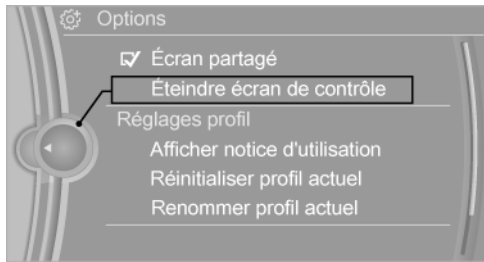 Options
Écran partagé
Éteindre écran de contrôle
Réglages profil
Afficher notice d'utilisation
Réinitialiser profil actuel
Renommer profil actuel